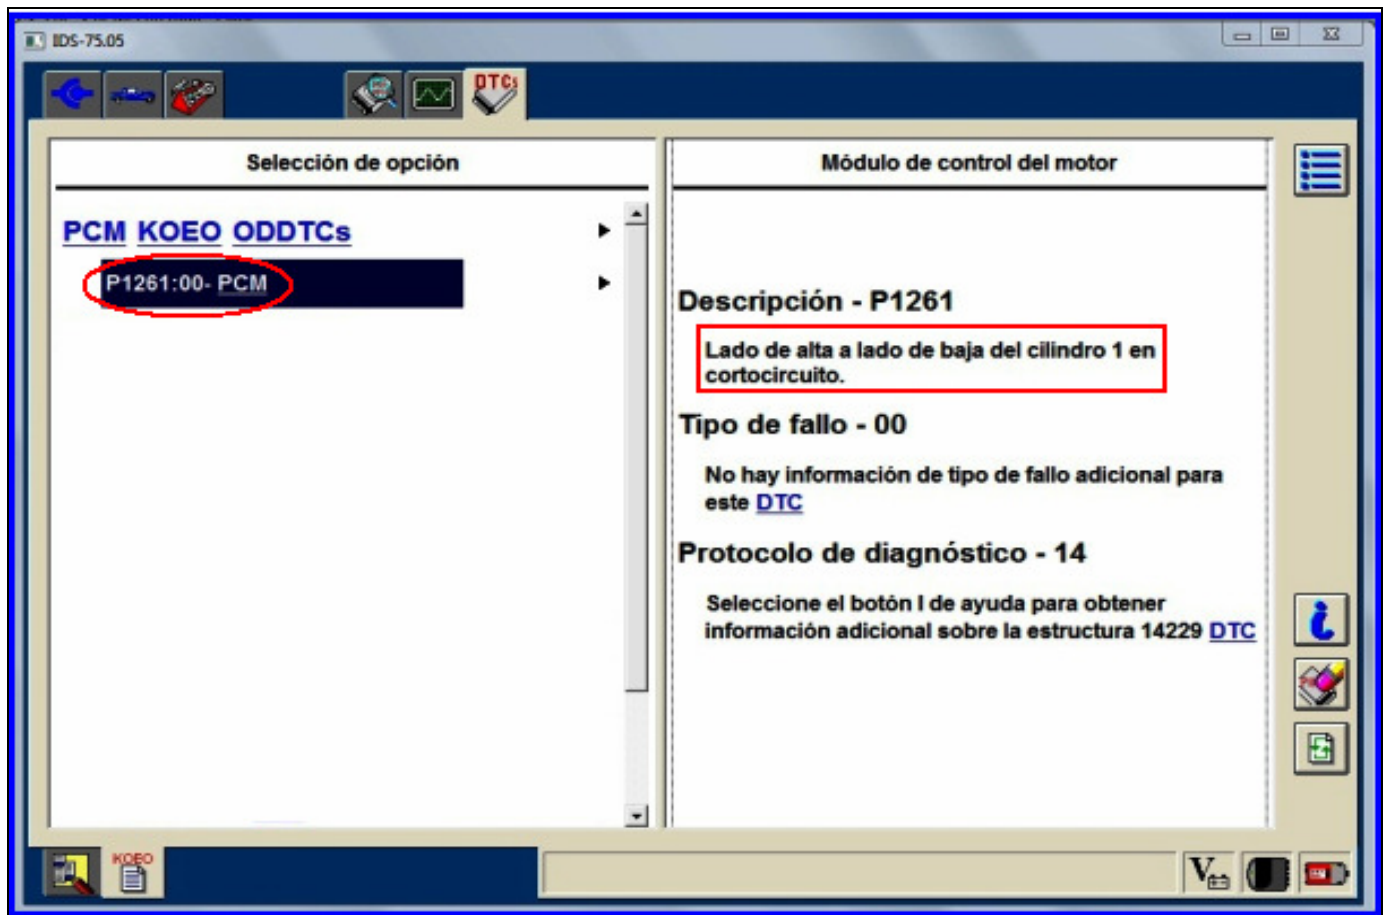 IDS-75.05
DTCs
Selección de opción
Módulo de control del motor
PCM KOEO ODDTCs
P1261:00- PCM
Descripción - P1261
Lado de alta a lado de baja del cilindro 1 en
cortocircuito.
Tipo de fallo - 00
No hay información de tipo de fallo adicional para
este DTC
Protocolo de diagnóstico - 14
Seleccione el botón I de ayuda para obtener
información adicional sobre la estructura 14229 DTC
KOEO
V